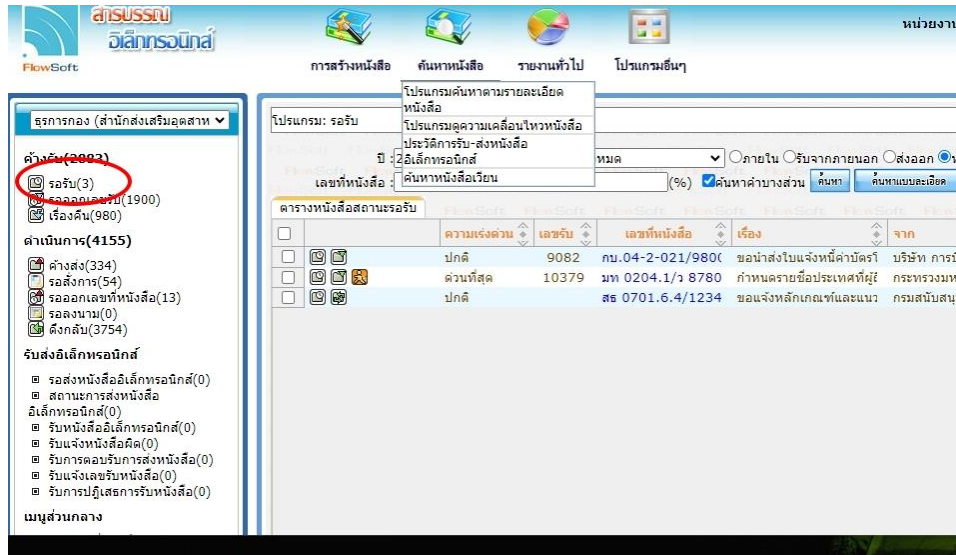 สารบรรณ
อิเล็กทรอนิกส์
FlowSoft
หน่วยงาน
การสร้างหนังสือ ค้นหาหนังสือ รายงานทั่วไป โปรแกรมอื่นๆ
โปรแกรมค้นหาตามรายละเอียด
หนังสือ
โปรแกรมดูความเคลื่อนไหวหนังสือ
ประวัติการรับ-ส่งหนังสือ
อิเล็กทรอนิกส์
ค้นหาหนังสือเวียน
ธุรการกอง (สำนักส่งเสริมอุตสาห
ค้างรับ(2983)
รอรับ(3)
รอออกเลขรับ(1900)
เรื่องคืน(980)
ดำเนินการ(4155)
ค้างส่ง(334)
รอสั่งการ(54)
รอออกเลขที่หนังสือ(13)
รอลงนาม(0)
ดึงกลับ(3754)
รับส่งอิเล็กทรอนิกส์
รอส่งหนังสืออิเล็กทรอนิกส์(0)
สถานะการส่งหนังสือ
อิเล็กทรอนิกส์(0)
รับหนังสืออิเล็กทรอนิกส์(0)
รับแจ้งหนังสือผิด(0)
รับการตอบรับการส่งหนังสือ(0)
รับแจ้งเลขรับหนังสือ(0)
รับการปฏิเสธการรับหนังสือ(0)
เมนูส่วนกลาง
โปรแกรม: รอรับ
ปี :2 หมด ภายใน รับจากภายนอก ส่งออก
เลขที่หนังสือ : (%) ค้นหาคำบางส่วน ค้นหา ค้นหาแบบละเอียด
ตารางหนังสือสถานะรอรับ
ความเร่งด่วน เลขรับ เลขที่หนังสือ เรื่อง จาก
ปกติ 9082 กบ.04-2-021/980( ขอนำส่งใบแจ้งหนี้ค่าบัตรโ บริษัท การบิ
ด่วนที่สุด 10379 มท 0204.1/ว 8780 กำหนดรายชื่อประเทศที่ผู้ถื กระทรวงมห
ปกติ สธ 0701.6.4/1234 ขอแจ้งหลักเกณฑ์และแนว กรมสนับสนุ